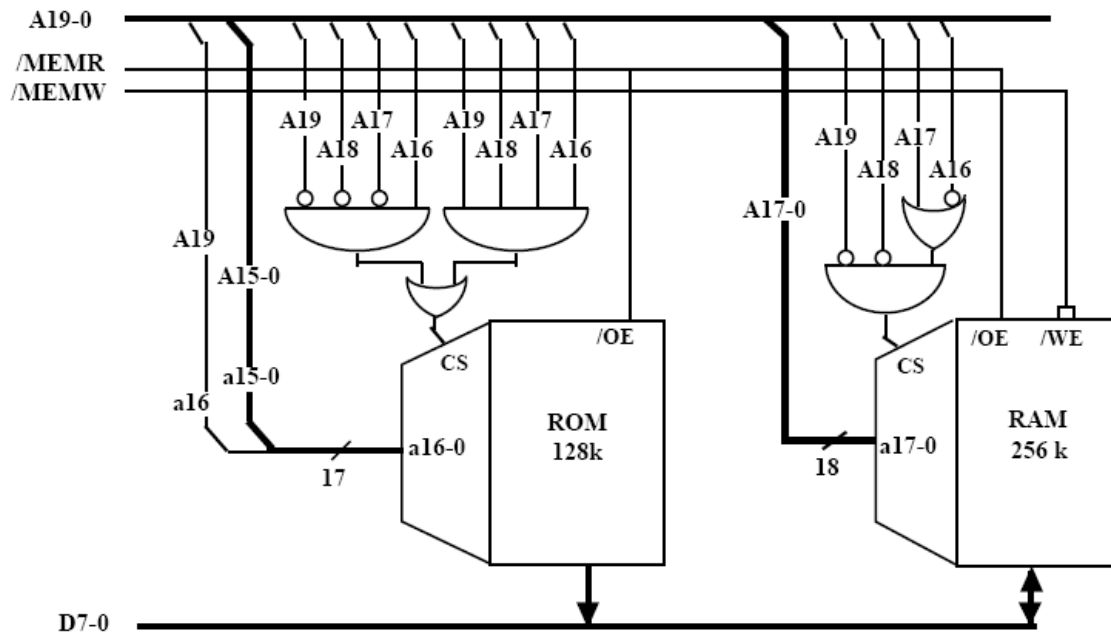 A19-0
/MEMR
/MEMW
A19
A18
A17
A16
A19
A18
A17
A16
A19
A18
A17
A16
A19
A15-0
A17-0
a15-0
a16
CS
/OE
ROM
128k
a16-0
17
CS
/OE
/WE
RAM
256 k
a17-0
18
D7-0